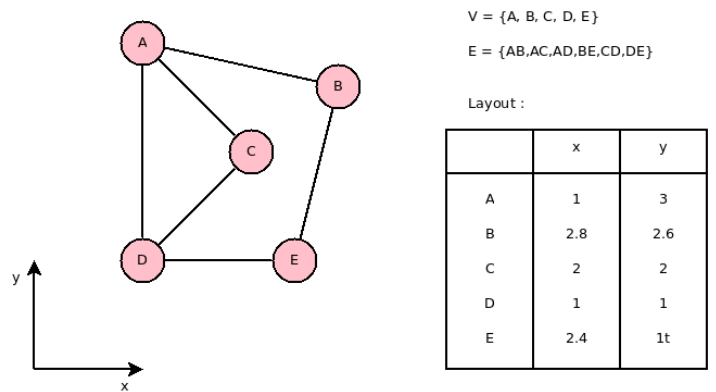 V = {A, B, C, D, E}
E = {AB,AC,AD,BE,CD,DE}
Layout :
x y
A 1 3
B 2.8 2.6
C 2 2
D 1 1
E 2.4 1t
A
B
C
D
E
y
x